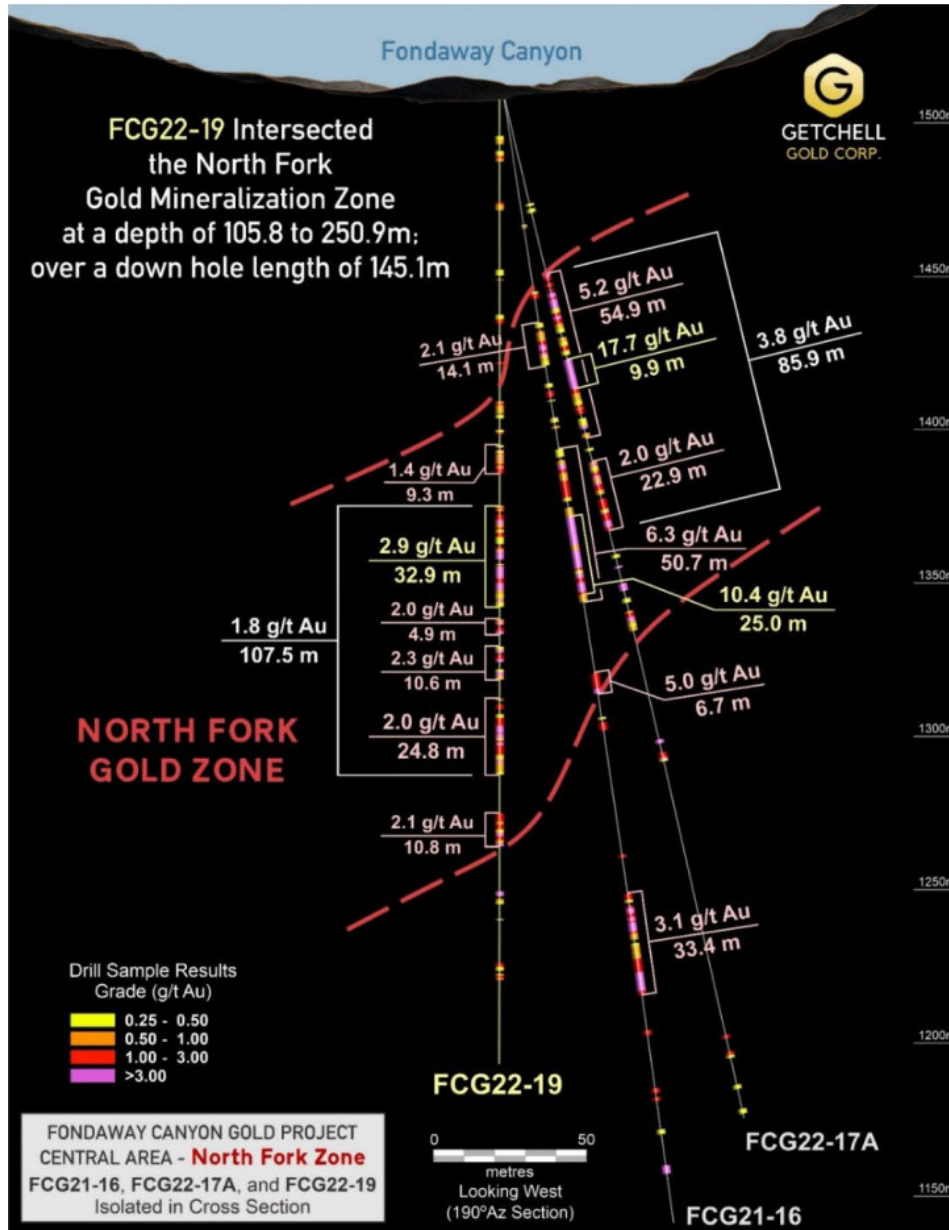 Fondaway Canyon
G
GETCHELL
GOLD CORP.
FCG22-19 Intersected
the North Fork
Gold Mineralization Zone
at a depth of 105.8 to 250.9m;
over a down hole length of 145.1m
1500m
1450m
1400m
1350m
1300m
1250m
1200m
1150m
5.2 g/t Au
54.9 m
17.7 g/t Au
9.9 m
3.8 g/t Au
85.9 m
2.1 g/t Au
14.1 m
2.0 g/t Au
22.9 m
1.4 g/t Au
9.3 m
6.3 g/t Au
50.7 m
10.4 g/t Au
25.0 m
2.9 g/t Au
32.9 m
2.0 g/t Au
4.9 m
1.8 g/t Au
107.5 m
2.3 g/t Au
10.6 m
5.0 g/t Au
6.7 m
2.0 g/t Au
24.8 m
NORTH FORK
GOLD ZONE
2.1 g/t Au
10.8 m
3.1 g/t Au
33.4 m
Drill Sample Results
Grade (g/t Au)
0.25 - 0.50
0.50 - 1.00
1.00 - 3.00
>3.00
FCG22-19
FCG22-17A
FCG21-16
FONDAWAY CANYON GOLD PROJECT
CENTRAL AREA - North Fork Zone
FCG21-16, FCG22-17A, and FCG22-19
Isolated in Cross Section
0 50
metres
Looking West
(190ºAz Section)